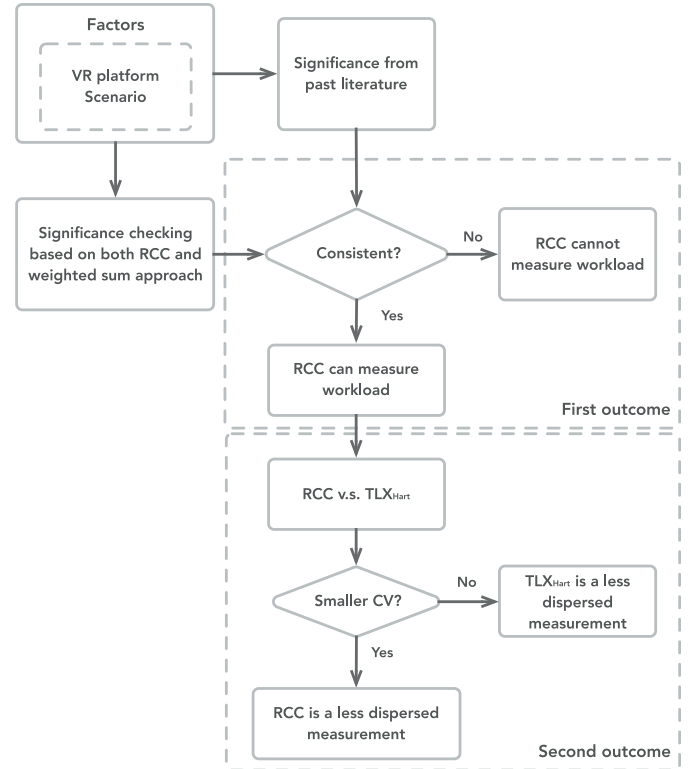 Factors
VR platform
Scenario
Significance from
past literature
Significance checking
based on both RCC and
weighted sum approach
Consistent?
No
RCC cannot
measure workload
Yes
RCC can measure
workload
First outcome
RCC v.s. TLXHart
Smaller CV?
No
TLXHart is a less
dispersed
measurement
Yes
RCC is a less dispersed
measurement
Second outcome